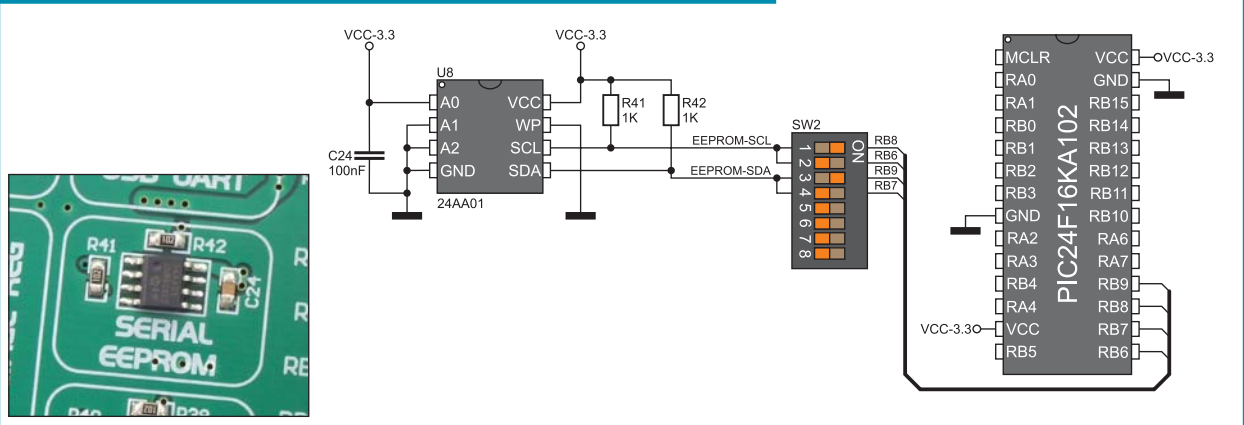 USB UART
R41
R42
C24
SERIAL
EEPROM
R39
VCC-3.3
VCC-3.3
U8
A0
A1
A2
GND
VCC
WP
SCL
SDA
24AA01
C24
100nF
R41
1K
R42
1K
EEPROM-SCL
EEPROM-SDA
SW2
ON
1
2
3
4
5
6
7
8
RB8
RB6
RB9
RB7
PIC24F16KA102
MCLR
RA0
RA1
RB0
RB1
RB2
RB3
GND
RA2
RA3
RB4
RA4
VCC
RB5
VCC
GND
RB15
RB14
RB13
RB12
RB11
RB10
RA6
RA7
RB9
RB8
RB7
RB6
VCC-3.3
VCC-3.3